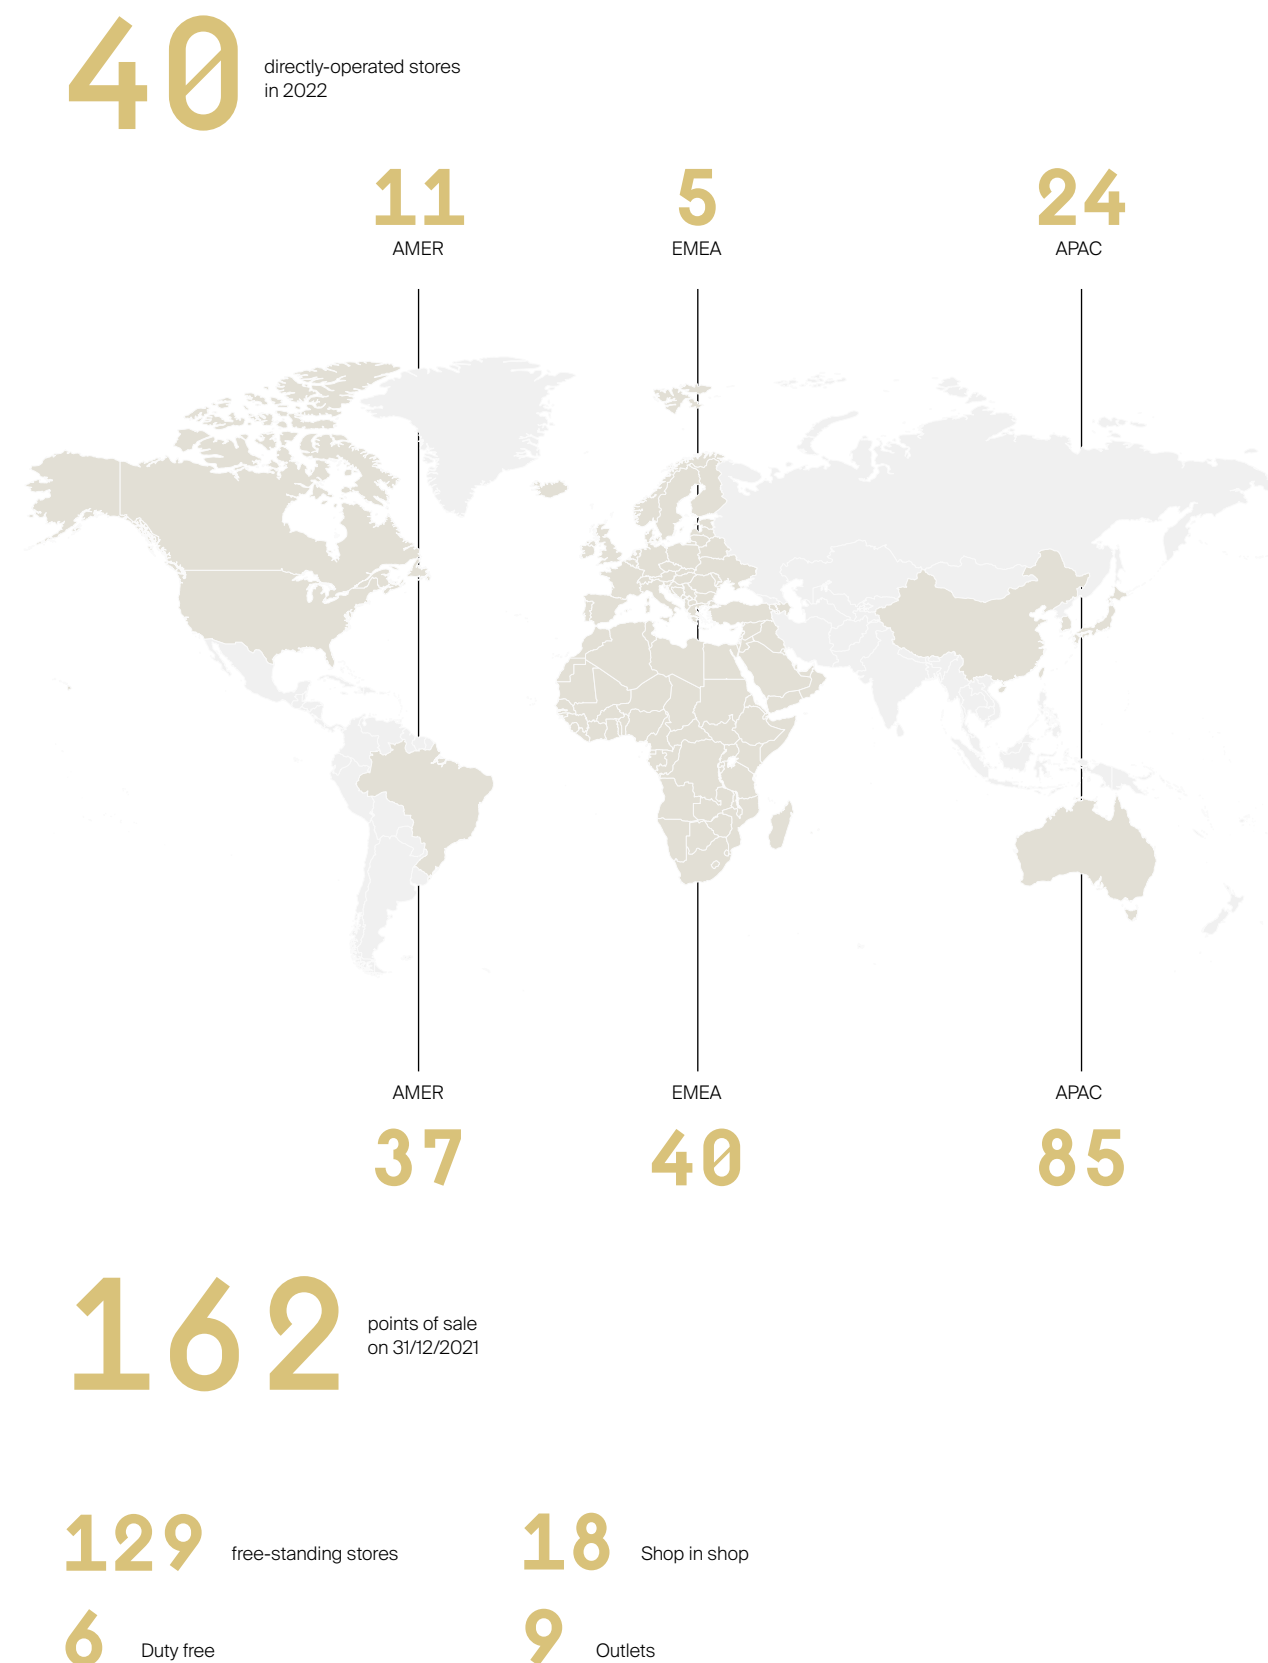 40
directly-operated stores
in 2022
11 5 24
AMER EMEA APAC
AMER EMEA APAC
37 40 85
162
points of sale
on 31/12/2021
129 free-standing stores 18 Shop in shop
6 Duty free 9 Outlets